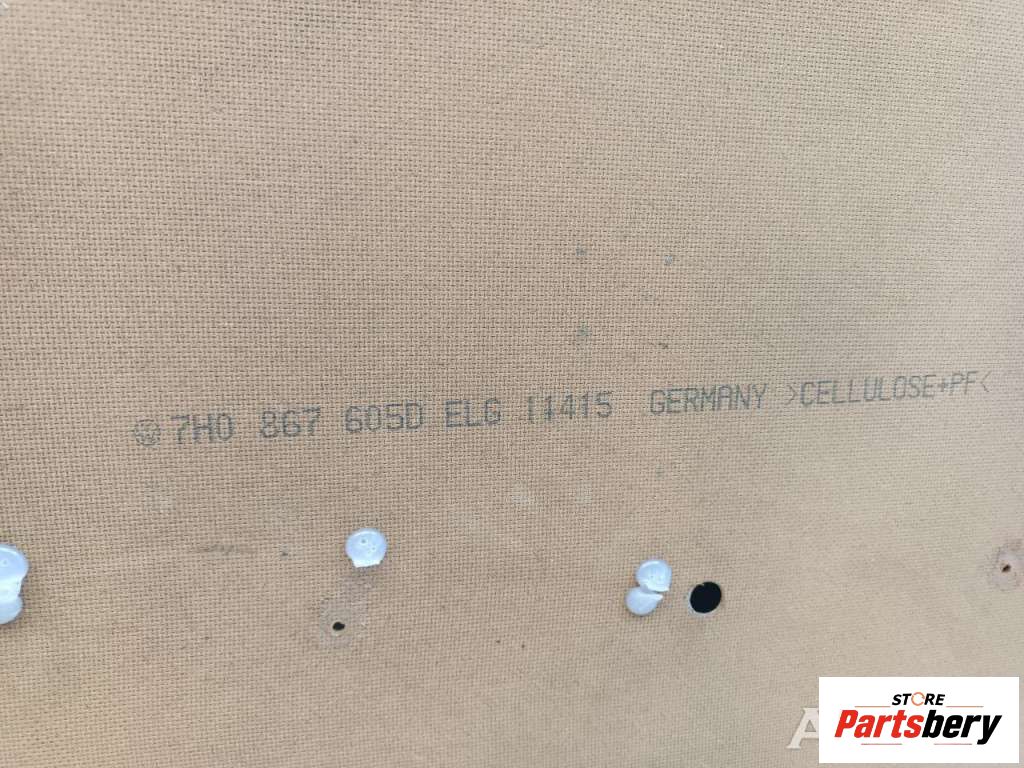 7H0 867 605D ELG 11415 GERMANY >CELLULOSE+PF<
STORE
Partsbery